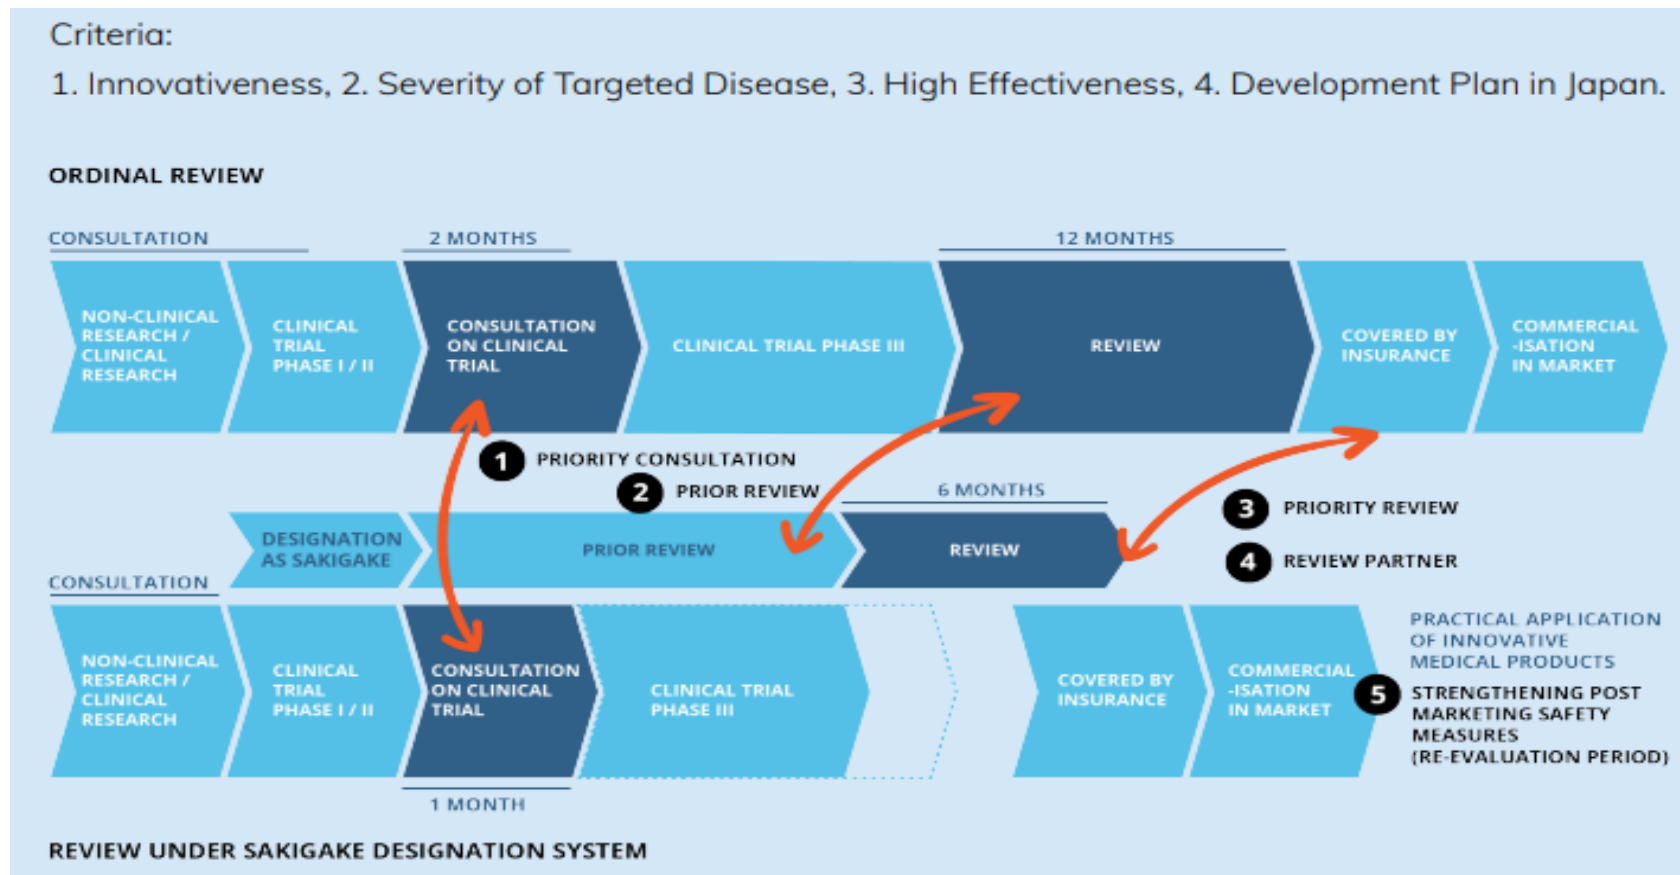 Criteria:
1. Innovativeness, 2. Severity of Targeted Disease, 3. High Effectiveness, 4. Development Plan in Japan.
ORDINAL REVIEW
CONSULTATION
2 MONTHS
12 MONTHS
NON-CLINICAL
RESEARCH /
CLINICAL
RESEARCH
CLINICAL
TRIAL
PHASE I / II
CONSULTATION
ON CLINICAL
TRIAL
CLINICAL TRIAL PHASE III
REVIEW
COVERED BY
INSURANCE
COMMERCIAL
-ISATION
IN MARKET
1 PRIORITY CONSULTATION
2 PRIOR REVIEW
6 MONTHS
3 PRIORITY REVIEW
4 REVIEW PARTNER
DESIGNATION
AS SAKIGAKE
PRIOR REVIEW
REVIEW
CONSULTATION
NON-CLINICAL
RESEARCH /
CLINICAL
RESEARCH
CLINICAL
TRIAL
PHASE I / II
CONSULTATION
ON CLINICAL
TRIAL
CLINICAL TRIAL
PHASE III
COVERED BY
INSURANCE
COMMERCIAL
-ISATION
IN MARKET
PRACTICAL APPLICATION
OF INNOVATIVE
MEDICAL PRODUCTS
5 STRENGTHENING POST
MARKETING SAFETY
MEASURES
(RE-EVALUATION PERIOD)
1 MONTH
REVIEW UNDER SAKIGAKE DESIGNATION SYSTEM